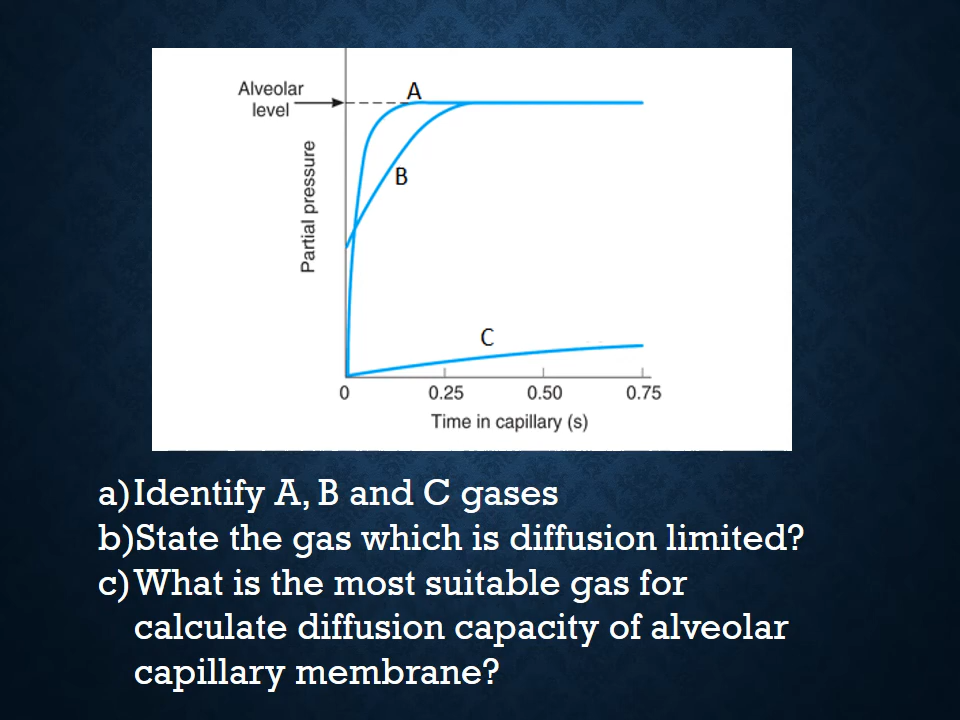 Alveolar
level
A
Partial pressure
B
C
0 0.25 0.50 0.75
Time in capillary (s)
a)Identify A, B and C gases
b)State the gas which is diffusion limited?
c)What is the most suitable gas for
calculate diffusion capacity of alveolar
capillary membrane?